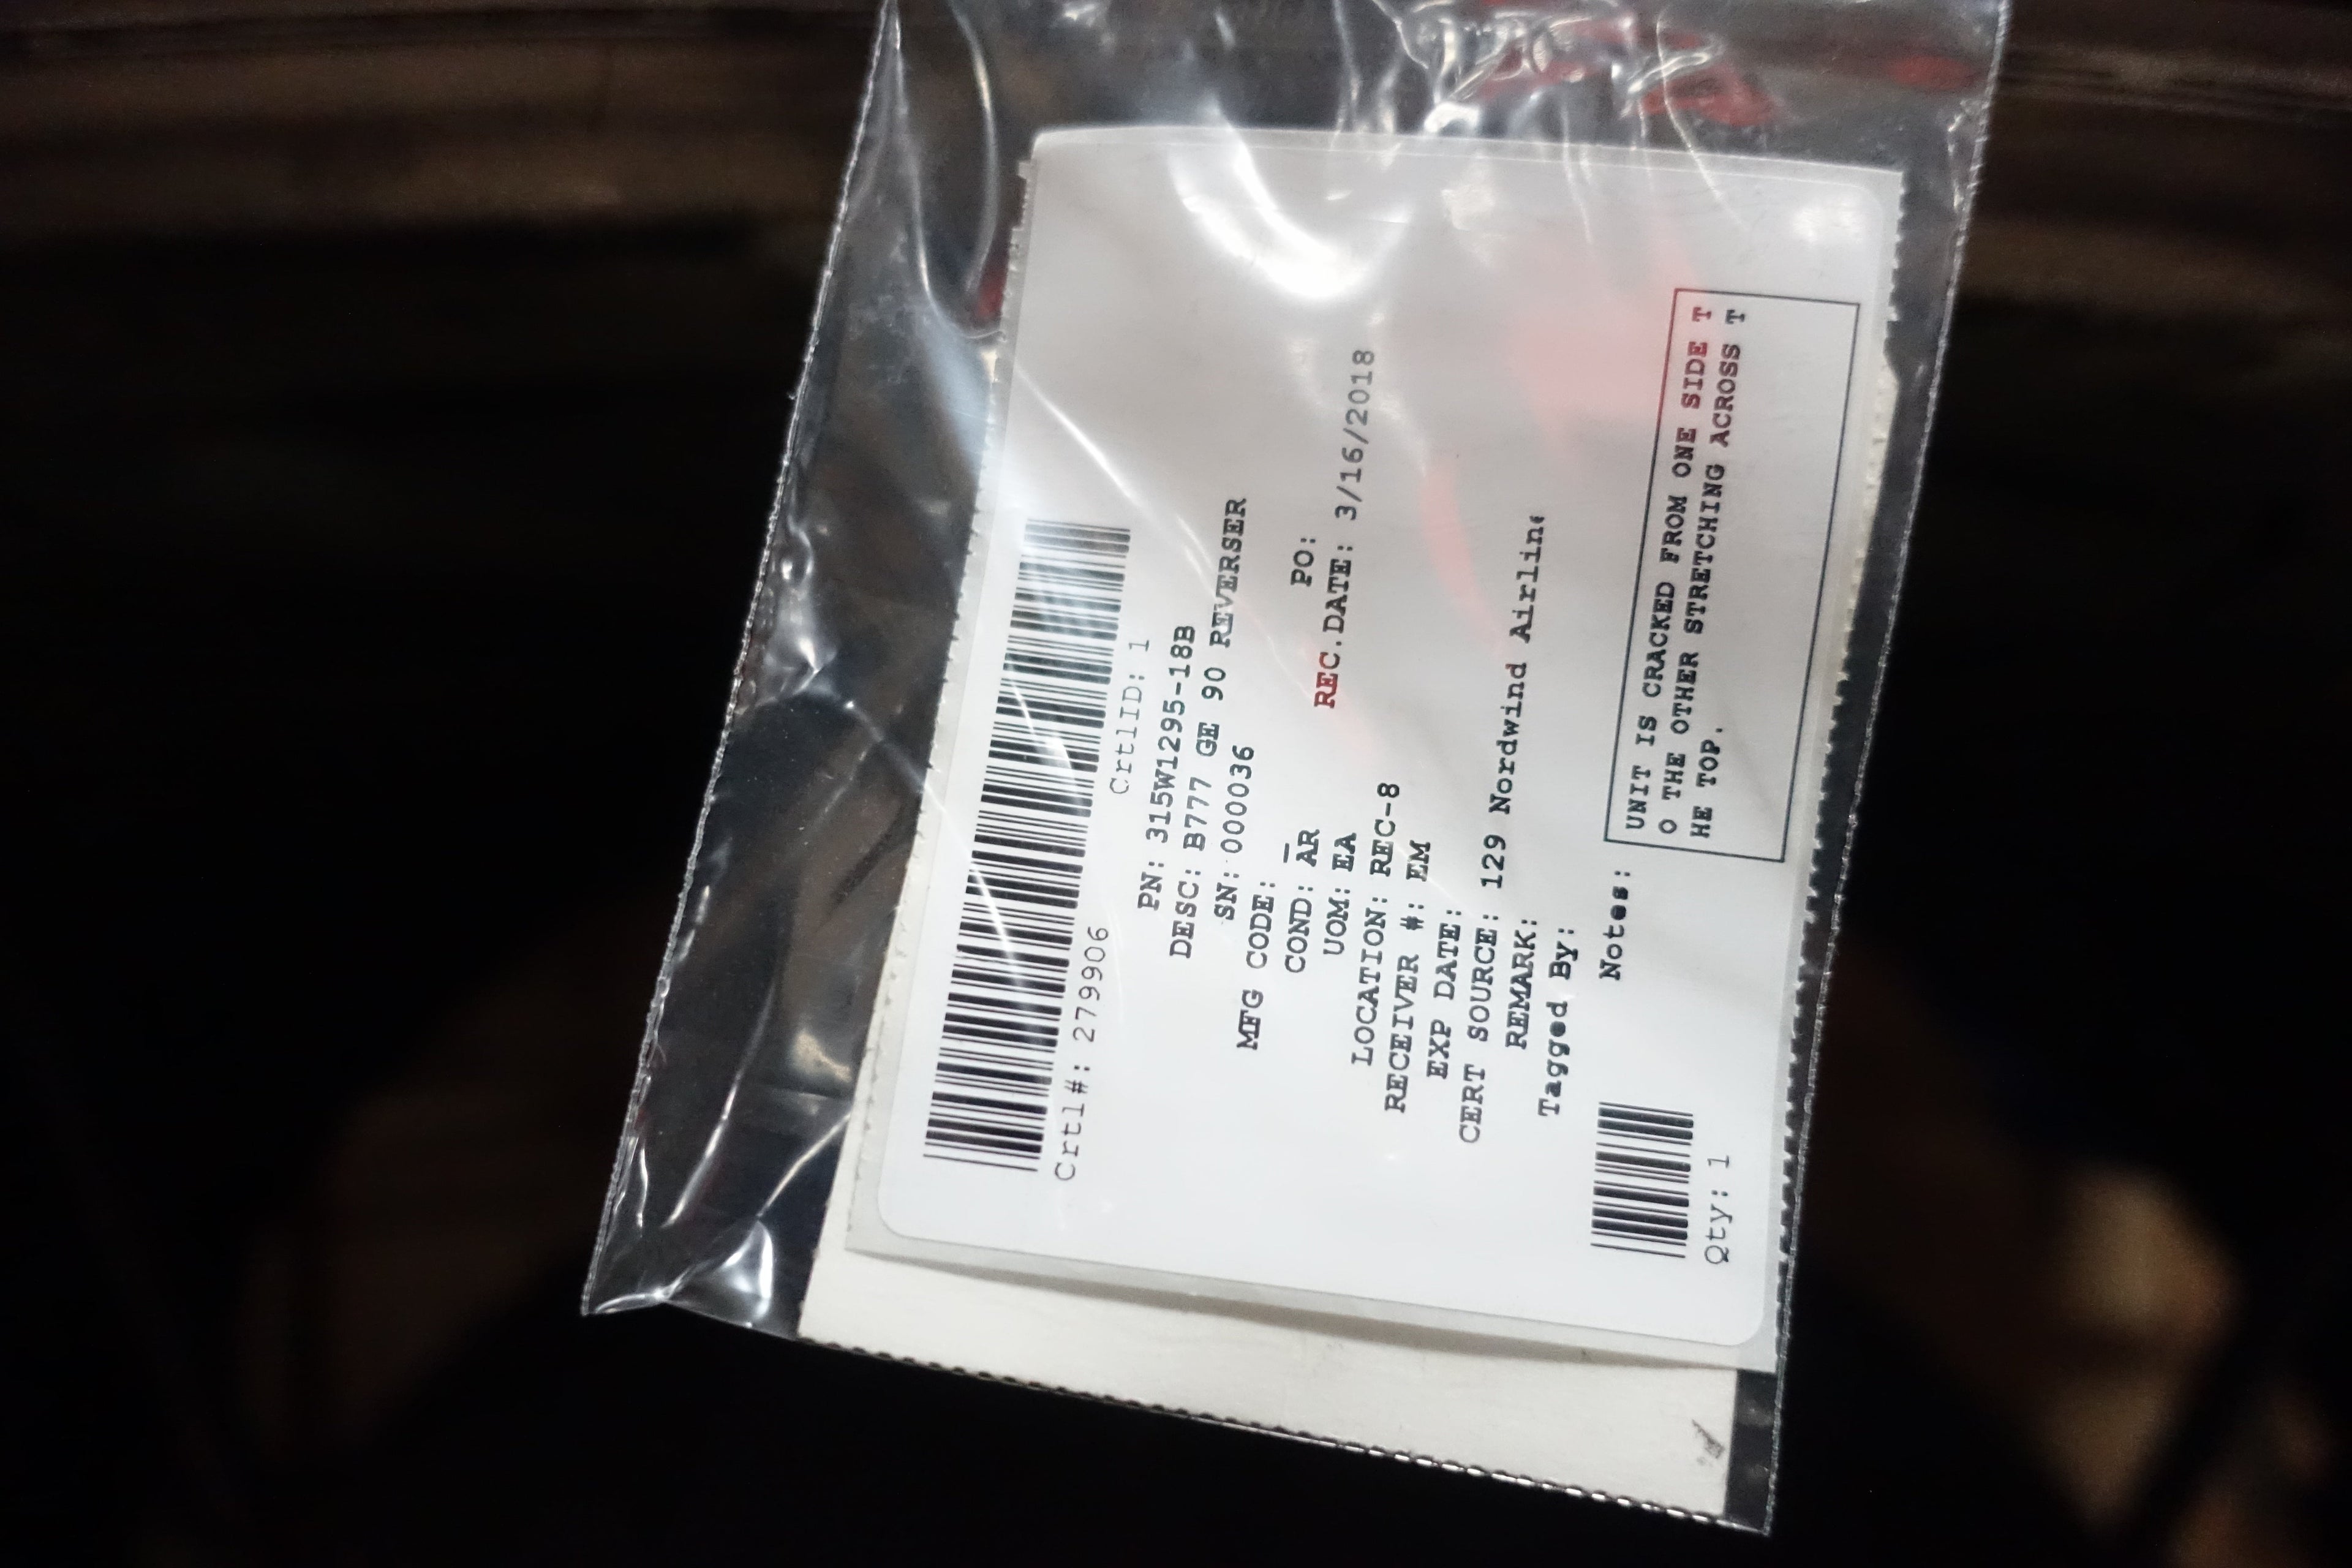 Crtl#: 279906
CrtlID: 1
PN: 315W1295-18B
DESC: B777 GE 90 REVERSER
SN: 000036
MFG CODE: _
COND: AR
PO:
UOM: EA
REC.DATE: 3/16/2018
LOCATION: REC-8
RECEIVER #: EM
EXP DATE:
CERT SOURCE: 129 Nordwind Airlin
REMARK:
Tagged By:
Notes:
UNIT IS CRACKED FROM ONE SIDE T
O THE OTHER STRETCHING ACROSS T
HE TOP.
Qty: 1